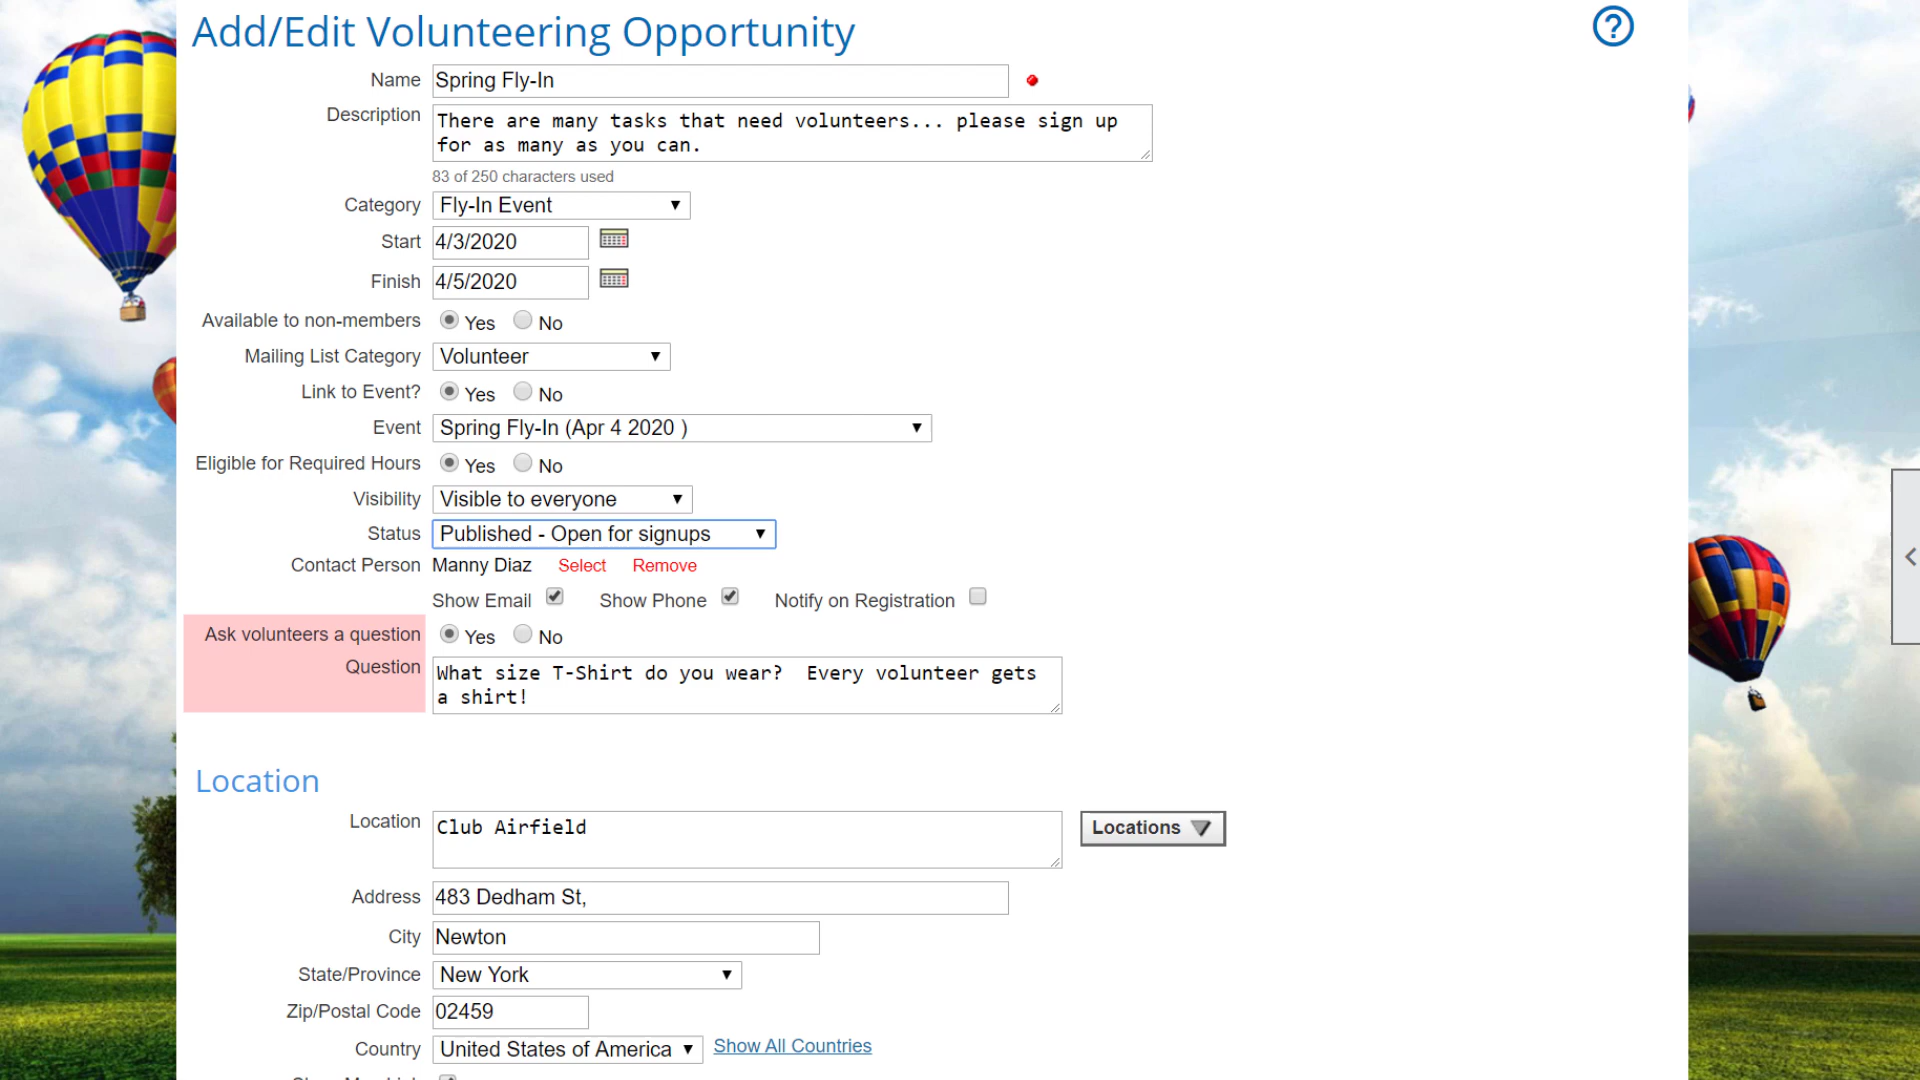 Add/Edit Volunteering Opportunity
Name Spring Fly-In
Description There are many tasks that need volunteers... please sign up
for as many as you can.
83 of 250 characters used
Category Fly-In Event
Start 4/3/2020
Finish 4/5/2020
Available to non-members Yes No
Mailing List Category Volunteer
Link to Event? Yes No
Event Spring Fly-In (Apr 4 2020 )
Eligible for Required Hours Yes No
Visibility Visible to everyone
Status Published - Open for signups
Contact Person Manny Diaz Select Remove
Show Email Show Phone Notify on Registration
Ask volunteers a question Yes No
Question What size T-Shirt do you wear?  Every volunteer gets
a shirt!
Location
Location Club Airfield Locations
Address 483 Dedham St,
City Newton
State/Province New York
Zip/Postal Code 02459
Country United States of America Show All Countries